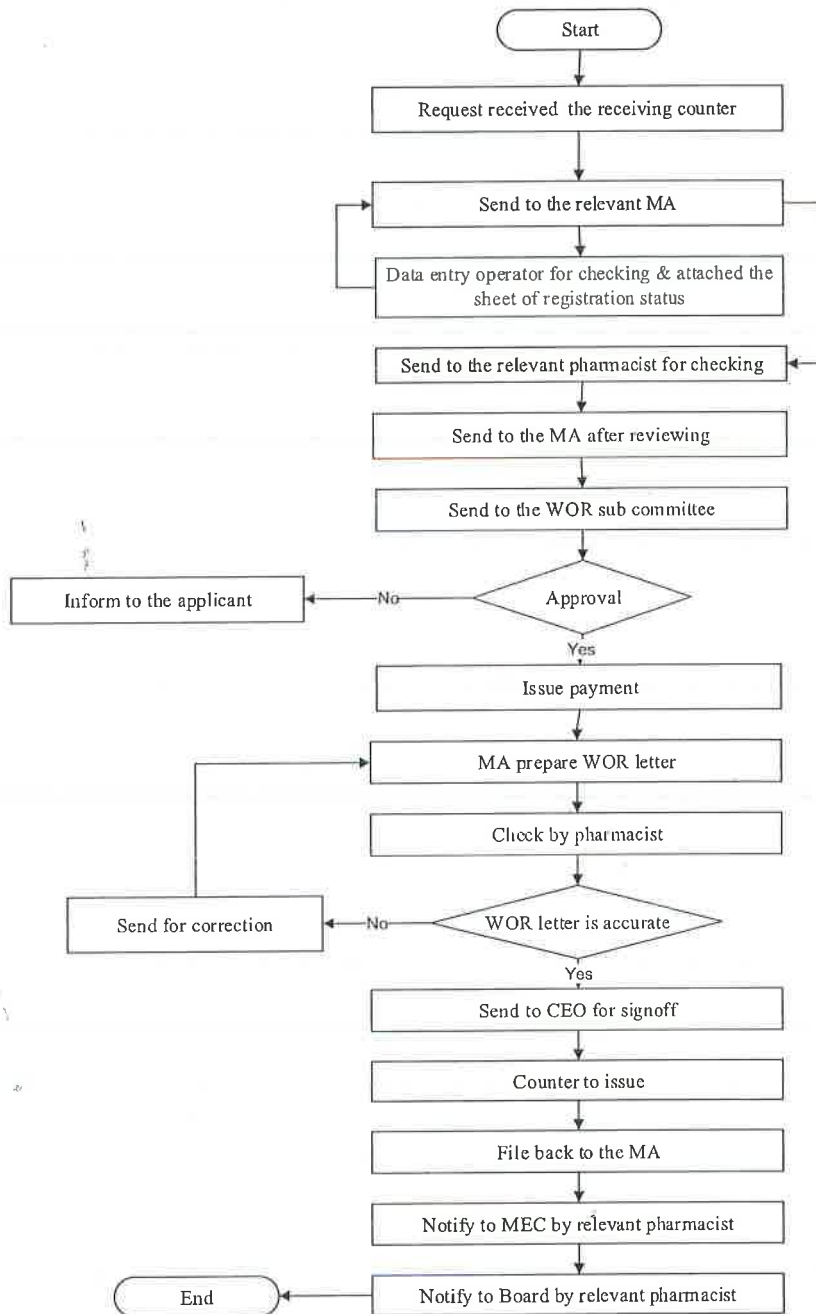 Start
Request received the receiving counter
Send to the relevant MA
Data entry operator for checking & attached the
sheet of registration status
Send to the relevant pharmacist for checking
Send to the MA after reviewing
Send to the WOR sub committee
Approval
No
Inform to the applicant
Yes
Issue payment
MA prepare WOR letter
Check by pharmacist
WOR letter is accurate
No
Send for correction
Yes
Send to CEO for signoff
Counter to issue
File back to the MA
Notify to MEC by relevant pharmacist
Notify to Board by relevant pharmacist
End